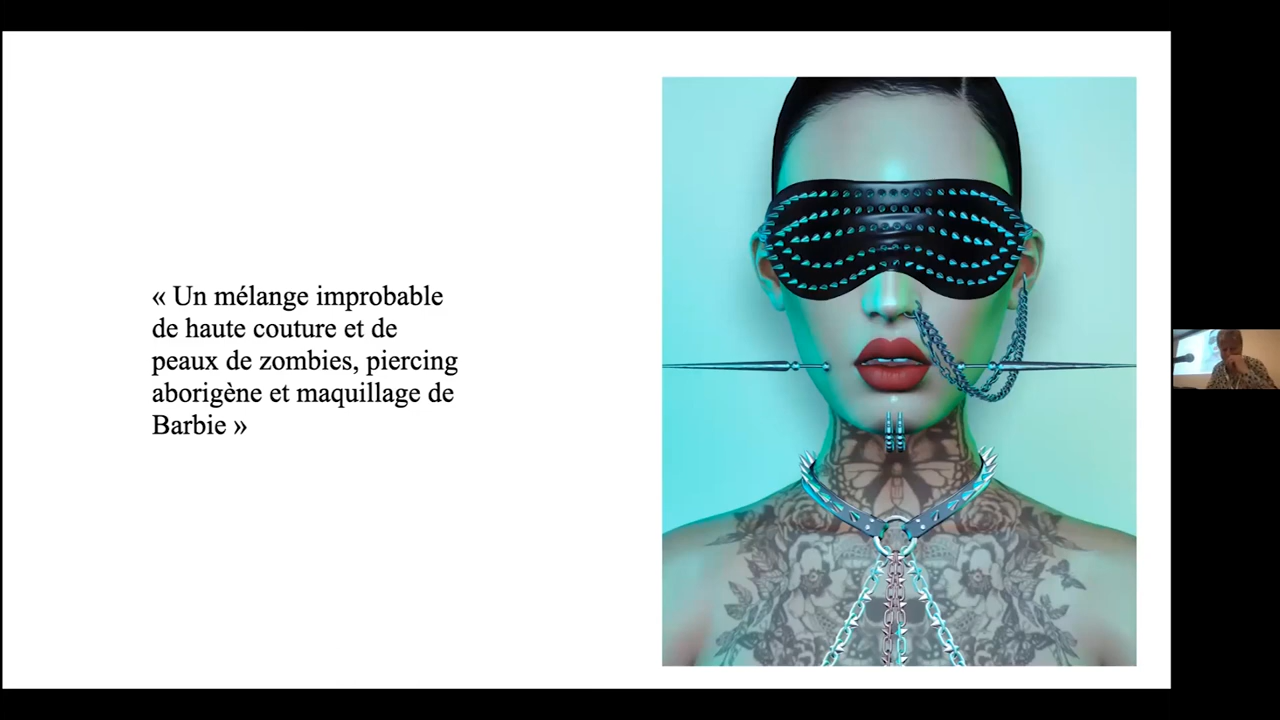 « Un mélange improbable
de haute couture et de
peaux de zombies, piercing
aborigène et maquillage de
Barbie »